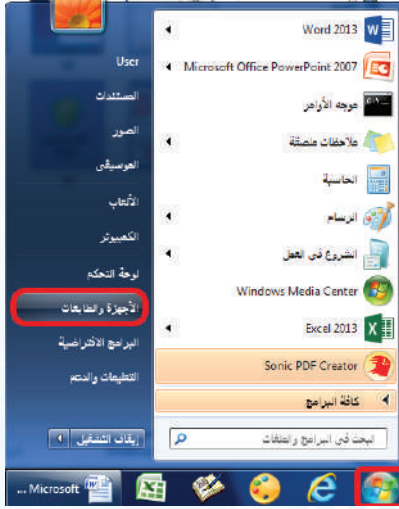 Word 2013
Microsoft Office PowerPoint 2007
موجه الأوامر
ملاحظات ملصقة
الحاسبة
الرسام
الشروع في العمل
Windows Media Center
Excel 2013
Sonic PDF Creator
كافة البرامج
البحث في البرامج والملفات
User
المستندات
الصور
الموسيقى
الألعاب
الكمبيوتر
لوحة التحكم
الأجهزة والطابعات
البرامج الافتراضية
التعليمات والدعم
إيقاف التشغيل
... Microsoft